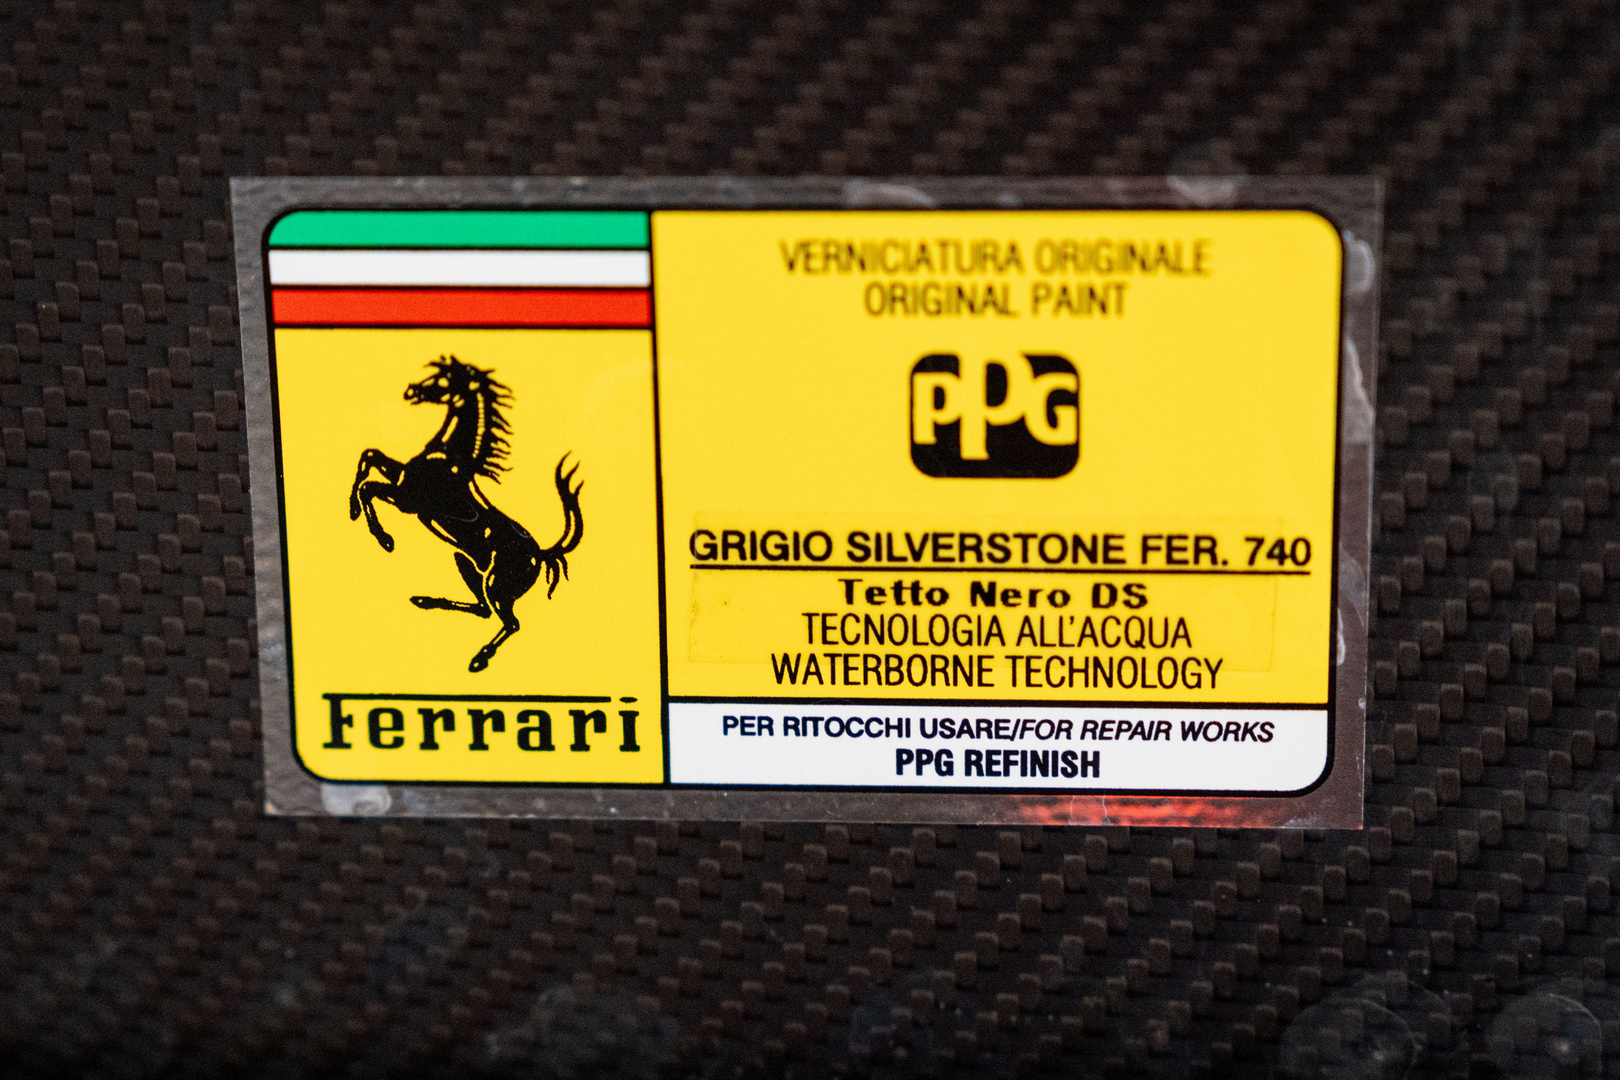 Ferrari
VERNICIATURA ORIGINALE
ORIGINAL PAINT
PPG
GRIGIO SILVERSTONE FER. 740
Tetto Nero DS
TECNOLOGIA ALL'ACQUA
WATERBORNE TECHNOLOGY
PER RITOCCHI USARE/FOR REPAIR WORKS
PPG REFINISH